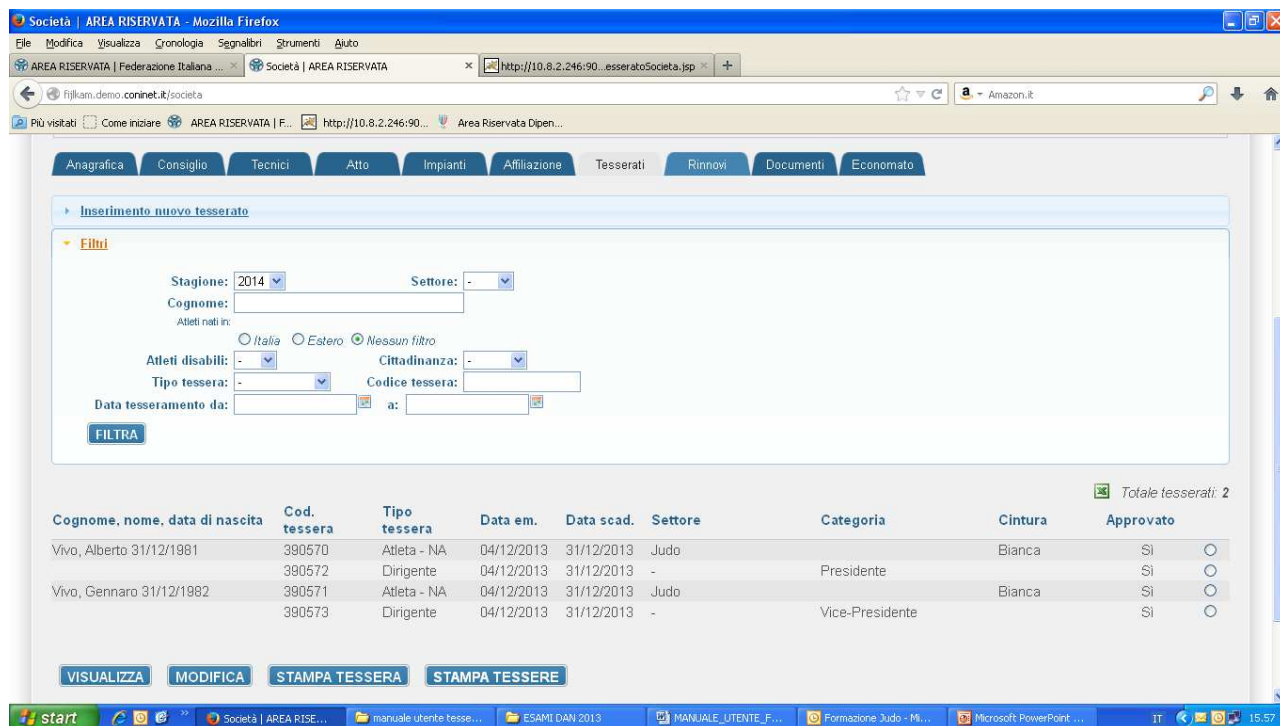 Società | AREA RISERVATA - Mozilla Firefox
File Modifica Visualizza Cronologia Segnalibri Strumenti Aiuto
AREA RISERVATA | Federazione Italiana ... × Società | AREA RISERVATA × http://10.8.2.246:90...esseratoSocieta.jsp × +
fijlkam.demo.coninet.it/societa Amazon.it
Più visitati Come iniziare AREA RISERVATA | F... http://10.8.2.246:90... Area Riservata Dipen...
Anagrafica Consiglio Tecnici Atto Impianti Affiliazione Tesserati Rinnovi Documenti Economato
Inserimento nuovo tesserato
Filtri
Stagione: 2014 Settore: -
Cognome:
Atleti nati in:
Italia Estero Nessun filtro
Atleti disabili: - Cittadinanza: -
Tipo tessera: - Codice tessera:
Data tesseramento da: a:
FILTRA
Totale tesserati: 2
Cognome, nome, data di nascita Cod. tessera Tipo tessera Data em. Data scad. Settore Categoria Cintura Approvato
Vivo, Alberto 31/12/1981 390570 Atleta - NA 04/12/2013 31/12/2013 Judo Bianca Sì
390572 Dirigente 04/12/2013 31/12/2013 - Presidente Sì
Vivo, Gennaro 31/12/1982 390571 Atleta - NA 04/12/2013 31/12/2013 Judo Bianca Sì
390573 Dirigente 04/12/2013 31/12/2013 - Vice-Presidente Sì
VISUALIZZA MODIFICA STAMPA TESSERA STAMPA TESSERE
start Società | AREA RISE... manuale utente tesse... ESAMI DAN 2013 MANUALE_UTENTE_F... Formazione Judo - Mi... Microsoft PowerPoint ... IT 15.57